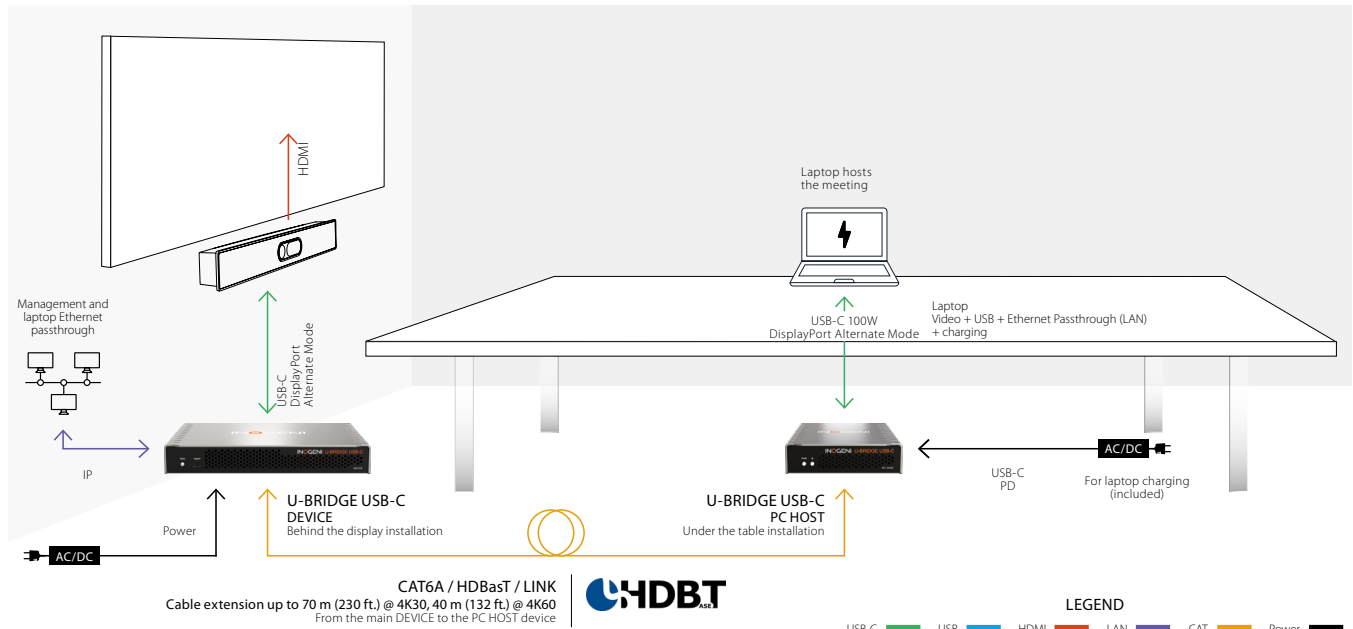 HDMI
Laptop hosts
the meeting
Management and
laptop Ethernet
passthrough
USB-C
DisplayPort
Alternate Mode
USB-C 100W
DisplayPort Alternate Mode
Laptop
Video + USB + Ethernet Passthrough (LAN)
+ charging
IP
INOGENI
INOGENI U-BRIDGE USB-C
INOGENI
INOGENI U-BRIDGE USB-C
USB-C
PD
AC/DC
For laptop charging
(included)
Power
AC/DC
U-BRIDGE USB-C
DEVICE
Behind the display installation
U-BRIDGE USB-C
PC HOST
Under the table installation
CAT6A / HDBasT / LINK
Cable extension up to 70 m (230 ft.) @ 4K30, 40 m (132 ft.) @ 4K60
From the main DEVICE to the PC HOST device
HDBT
ASE
LEGEND
USB-C USB HDMI LAN CAT Power